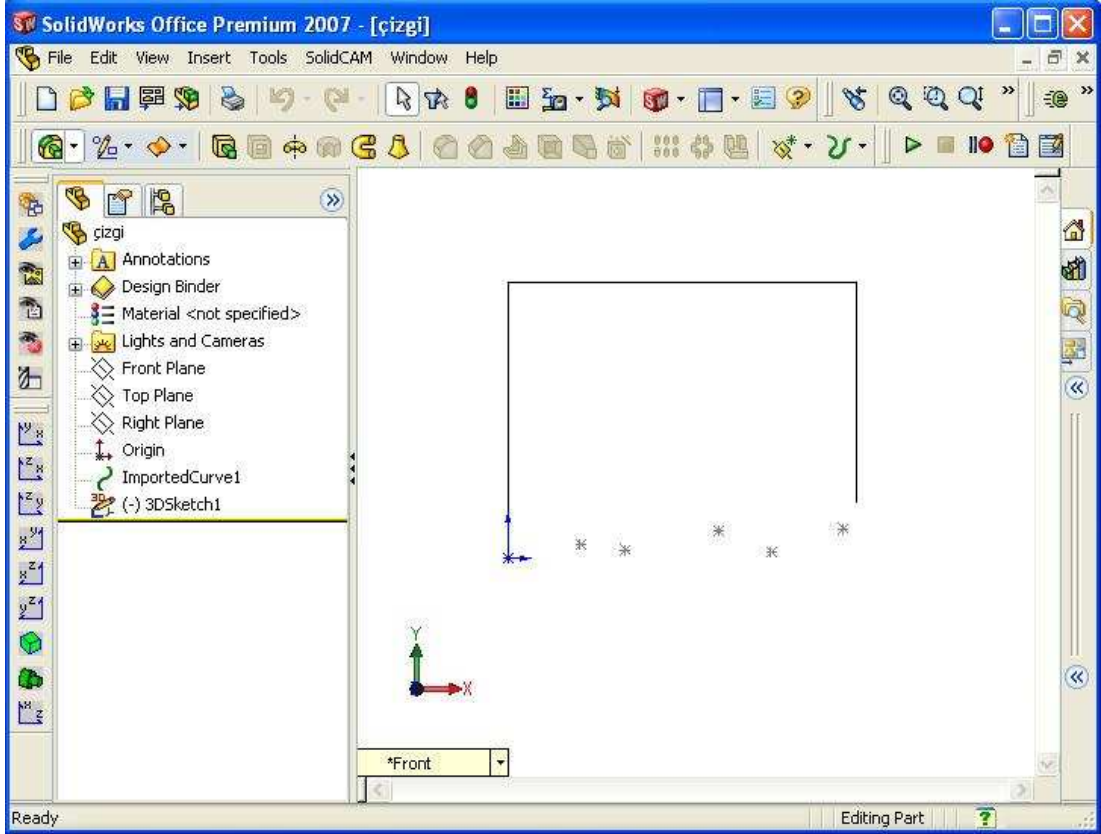 SolidWorks Office Premium 2007 - [çizgi]
File Edit View Insert Tools SolidCAM Window Help
çizgi
Annotations
Design Binder
Material <not specified>
Lights and Cameras
Front Plane
Top Plane
Right Plane
Origin
ImportedCurve1
(-) 3DSketch1
Y
X
*Front
Ready
Editing Part